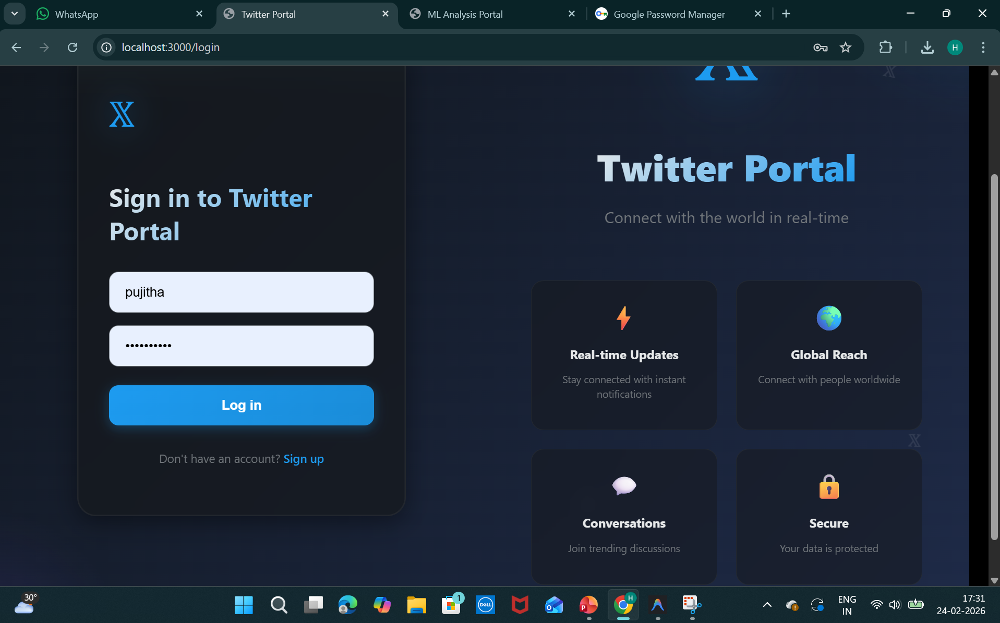 WhatsApp
Twitter Portal
ML Analysis Portal
Google Password Manager
localhost:3000/login
H
𝕏
Sign in to Twitter
Portal
pujitha
••••••••••
Log in
Don't have an account? Sign up
𝕏
𝕏
Twitter Portal
Connect with the world in real-time
Real-time Updates
Stay connected with instant
notifications
Global Reach
Connect with people worldwide
𝕏
Conversations
Join trending discussions
Secure
Your data is protected
30°
1
DELL
O
P
H
ENG
IN
17:31
24-02-2026